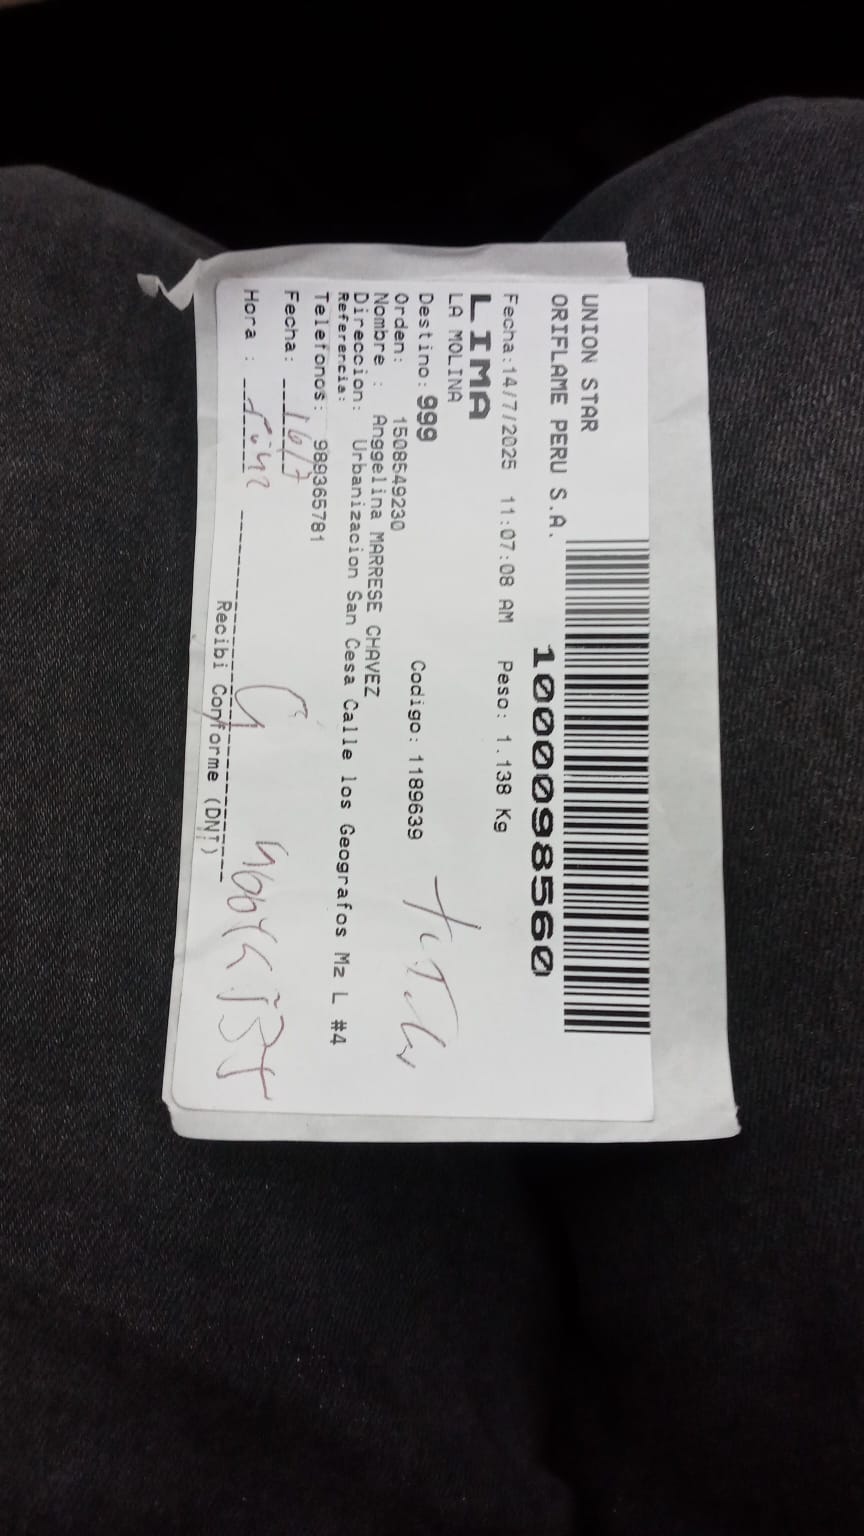 UNION STAR
ORIFLAME PERU S.A.
10000098560
Fecha:14/7/2025 11:07:08 AM Peso: 1.138 Kg
LIMA
LA MOLINA
Destino: 999
Orden: 1508549230 Codigo: 1189639
Nombre : Anggelina MARRESE CHAVEZ
Direccion: Urbanizacion San Cesa Calle los Geografos Mz L #4
Referencia:
Telefonos: 989365781
Fecha: 16/7
Hora :
Recibi Conforme (DNI)